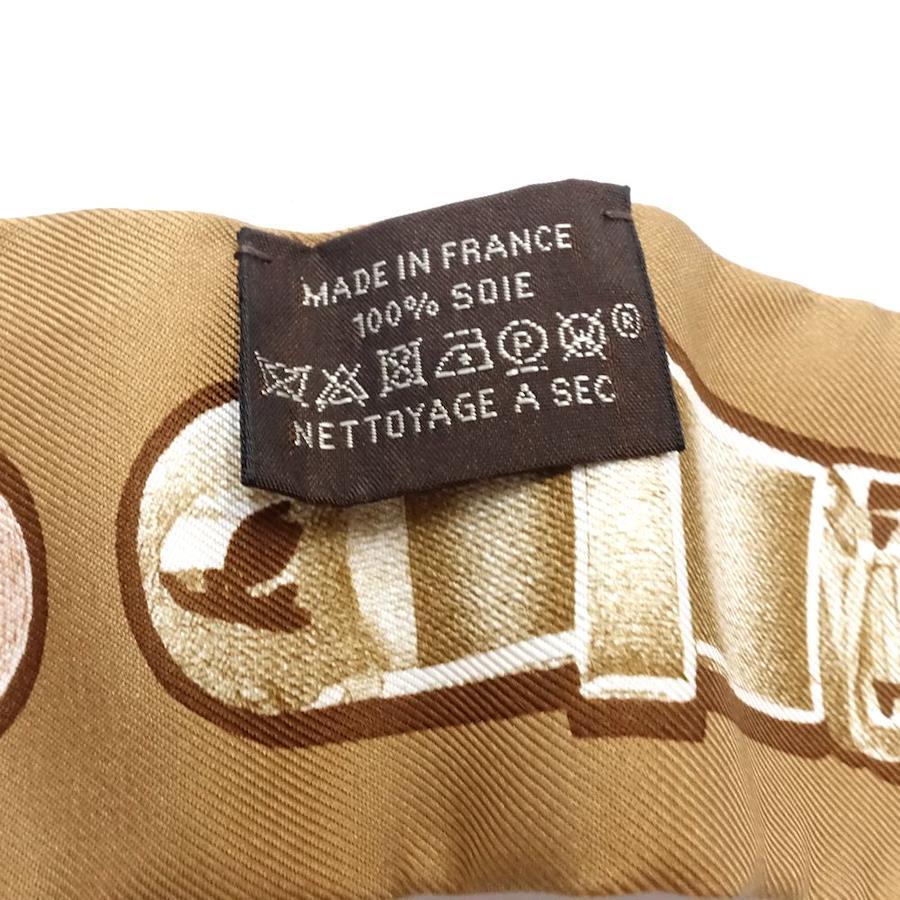 MADE IN FRANCE
100% SOIE
P W ®
NETTOYAGE A SEC